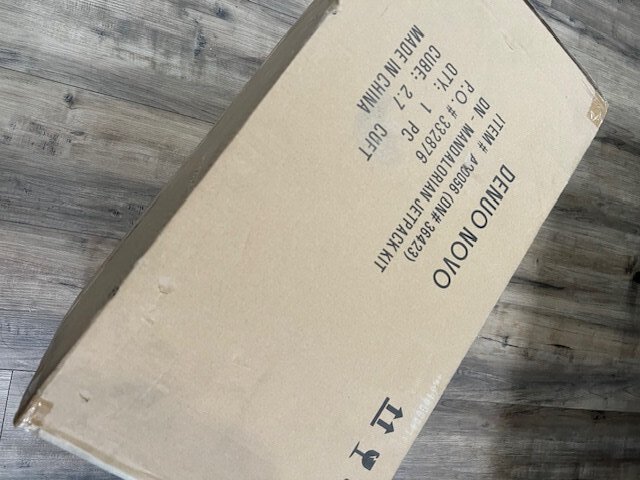 DENUO NOVO
ITEM# A30056 (DN# 36423)
DN - MANDALORIAN JETPACK KIT
P.O. # 332876
QTY: 1 PC
CUBE: 2.7 CUFT
MADE IN CHINA